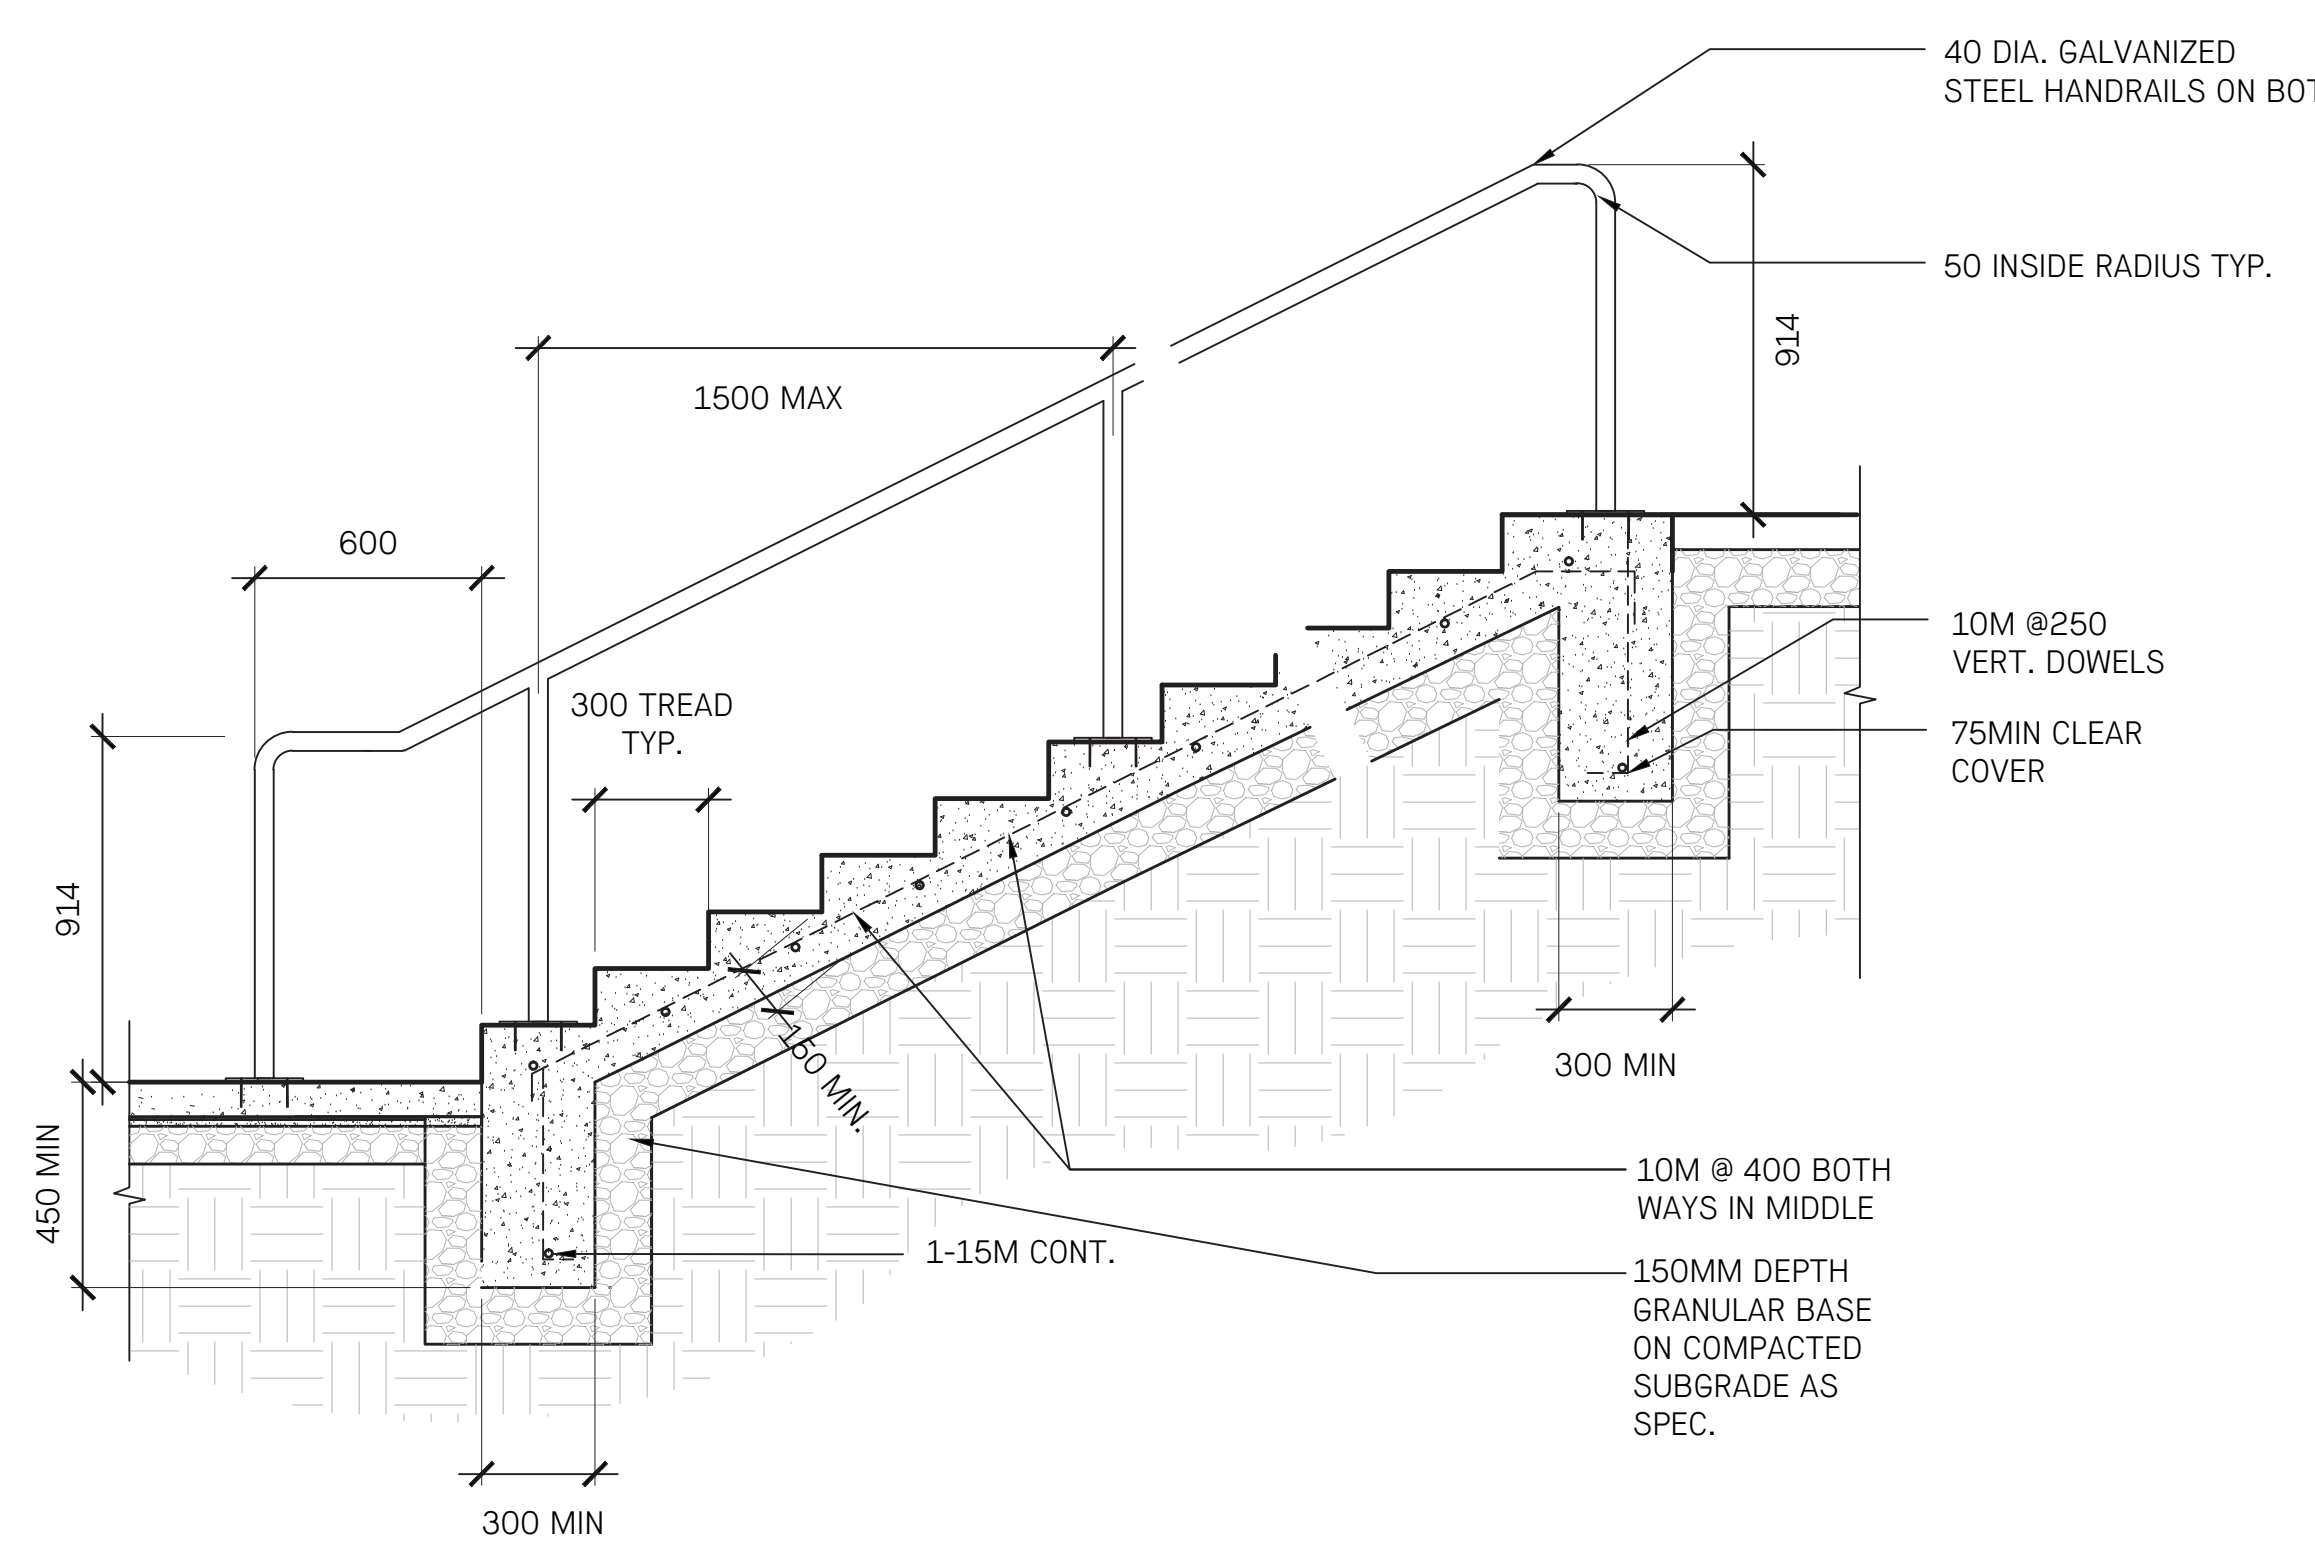 40 DIA. GALVANIZED
STEEL HANDRAILS ON
50 INSIDE RADIUS TYP.
914
1500 MAX
600
300 TREAD
TYP.
10M @250
VERT. DOWELS
75MIN CLEAR
COVER
914
150 MIN.
300 MIN
450 MIN
10M @ 400 BOTH
WAYS IN MIDDLE
1-15M CONT.
150MM DEPTH
GRANULAR BASE
ON COMPACTED
SUBGRADE AS
SPEC.
300 MIN